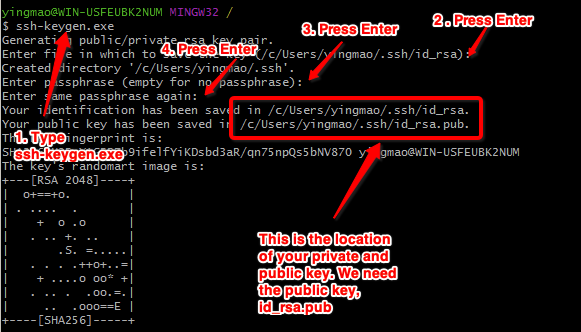 yingmao@WIN-USFEUBK2NUM MINGW32 /
$ ssh-keygen.exe
Generating public/private rsa key pair.
3. Press Enter
2 . Press Enter
4. Press Enter
Enter file in which to save the key (/c/Users/yingmao/.ssh/id_rsa):
Created directory '/c/Users/yingmao/.ssh'.
Enter passphrase (empty for no passphrase):
Enter same passphrase again:
Your identification has been saved in /c/Users/yingmao/.ssh/id_rsa.
Your public key has been saved in /c/Users/yingmao/.ssh/id_rsa.pub.
1. Type
ssh-keygen.exe
fingerprint is:
yingmao@WIN-USFEUBK2NUM
The key's randomart image is:
+---[RSA 2048]----+
|  o+==+o.        |
| . ....  .       |
|    +  o .o      |
|   . .. +. ..    |
|       .S. =.....|
|   . . . .++o+..=|
|    + ....o oo* +|
|   . .. .  .oo.=.|
|     ..  .ooo==E |
+----[SHA256]-----+
This is the location
of your private and
public key. We need
the public key,
id_rsa.pub